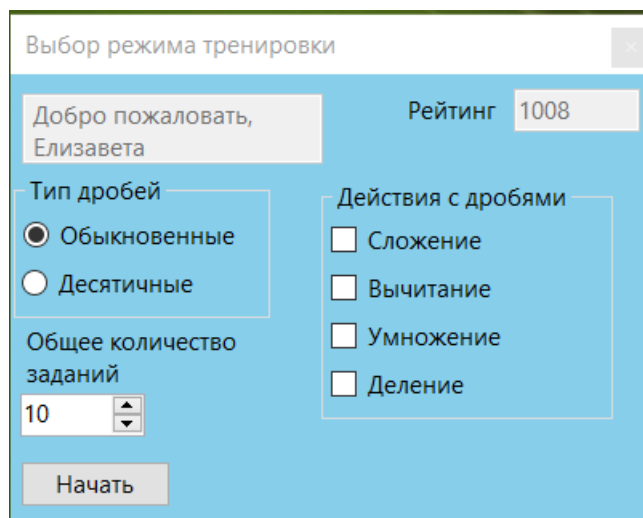 Выбор режима тренировки
Добро пожаловать,
Елизавета
Рейтинг 1008
Тип дробей
Обыкновенные
Десятичные
Общее количество
заданий
10
Действия с дробями
Сложение
Вычитание
Умножение
Деление
Начать